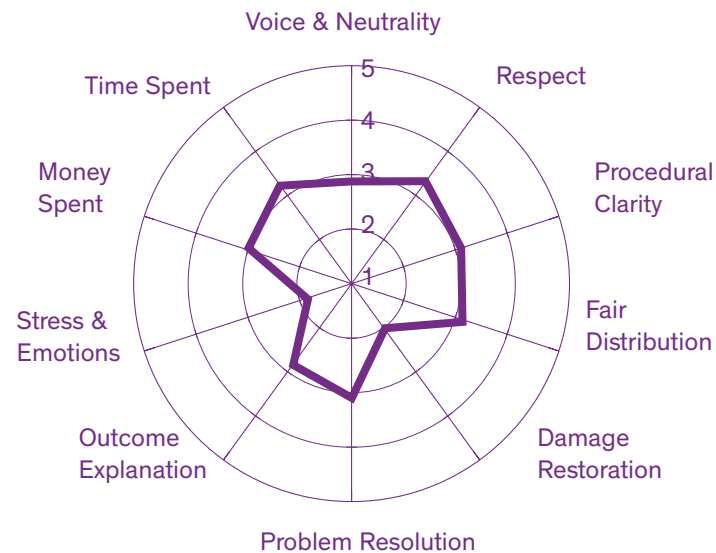 Voice & Neutrality
5
Respect
Time Spent
4
Money
Spent
3
Procedural
Clarity
2
1
Stress &
Emotions
Fair
Distribution
Outcome
Explanation
Damage
Restoration
Problem Resolution